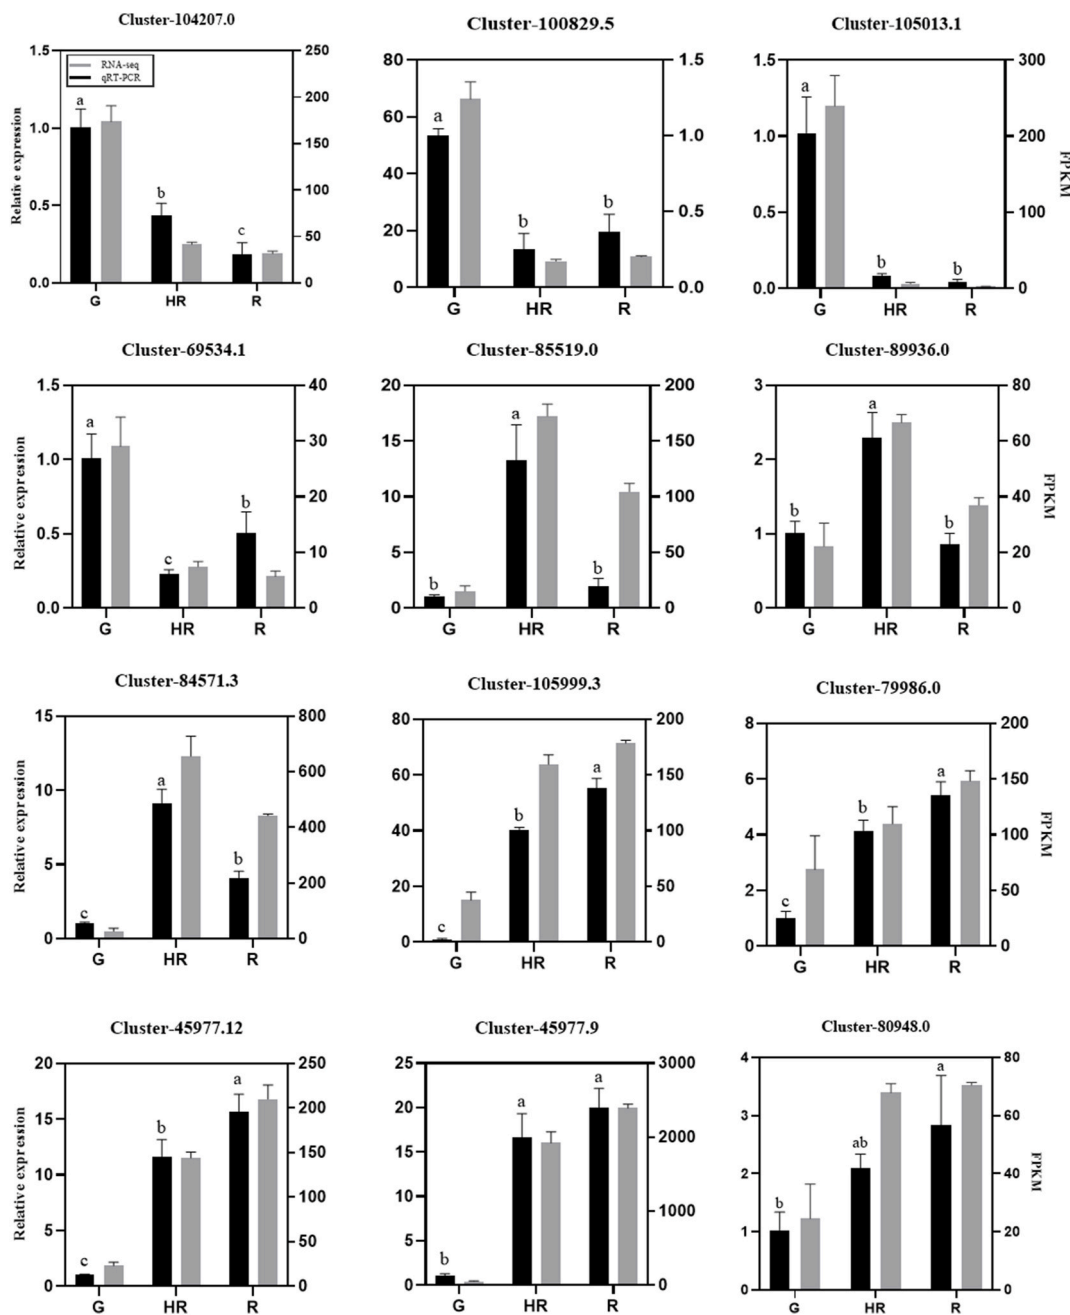 Cluster-104207.0
Relative expression
1.5
1.0
0.5
0.0
RNA-seq
qRT-PCR
a
b
c
250
200
150
100
50
0
G HR R
Cluster-100829.5
80
60
40
20
0
a
b
b
1.5
1.0
0.5
0.0
G HR R
Cluster-105013.1
1.5
1.0
0.5
0.0
a
b
b
300
200
100
0
FPKM
G HR R
Cluster-69534.1
Relative expression
1.5
1.0
0.5
0.0
a
c
b
40
30
20
10
0
G HR R
Cluster-85519.0
20
15
10
5
0
b
a
b
200
150
100
50
0
G HR R
Cluster-89936.0
3
2
1
0
b
a
b
80
60
40
20
0
FPKM
G HR R
Cluster-84571.3
Relative expression
15
10
5
0
c
a
b
800
600
400
200
0
G HR R
Cluster-105999.3
80
60
40
20
0
c
b
a
200
150
100
50
0
G HR R
Cluster-79986.0
8
6
4
2
0
c
b
a
200
150
100
50
0
FPKM
G HR R
Cluster-45977.12
Relative expression
20
15
10
5
0
c
b
a
250
200
150
100
50
0
G HR R
Cluster-45977.9
25
20
15
10
5
0
b
a
a
3000
2000
1000
0
G HR R
Cluster-80948.0
4
3
2
1
0
b
ab
a
80
60
40
20
0
FPKM
G HR R